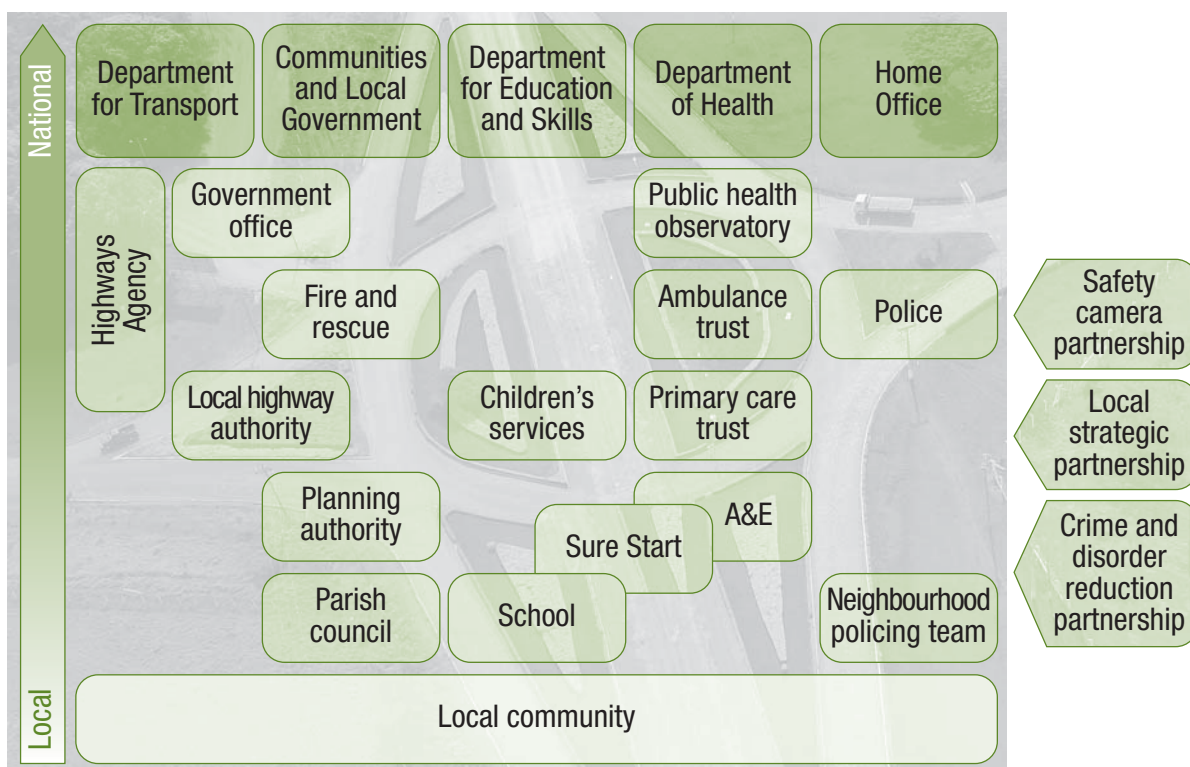 National
Department
for Transport
Communities
and Local
Government
Department
for Education
and Skills
Department
of Health
Home
Office
Highways
Agency
Government
office
Public health
observatory
Fire and
rescue
Ambulance
trust
Police
Safety
camera
partnership
Local highway
authority
Children’s
services
Primary care
trust
Local
strategic
partnership
Planning
authority
Sure Start
A&E
Crime and
disorder
reduction
partnership
Parish
council
School
Neighbourhood
policing team
Local
Local community